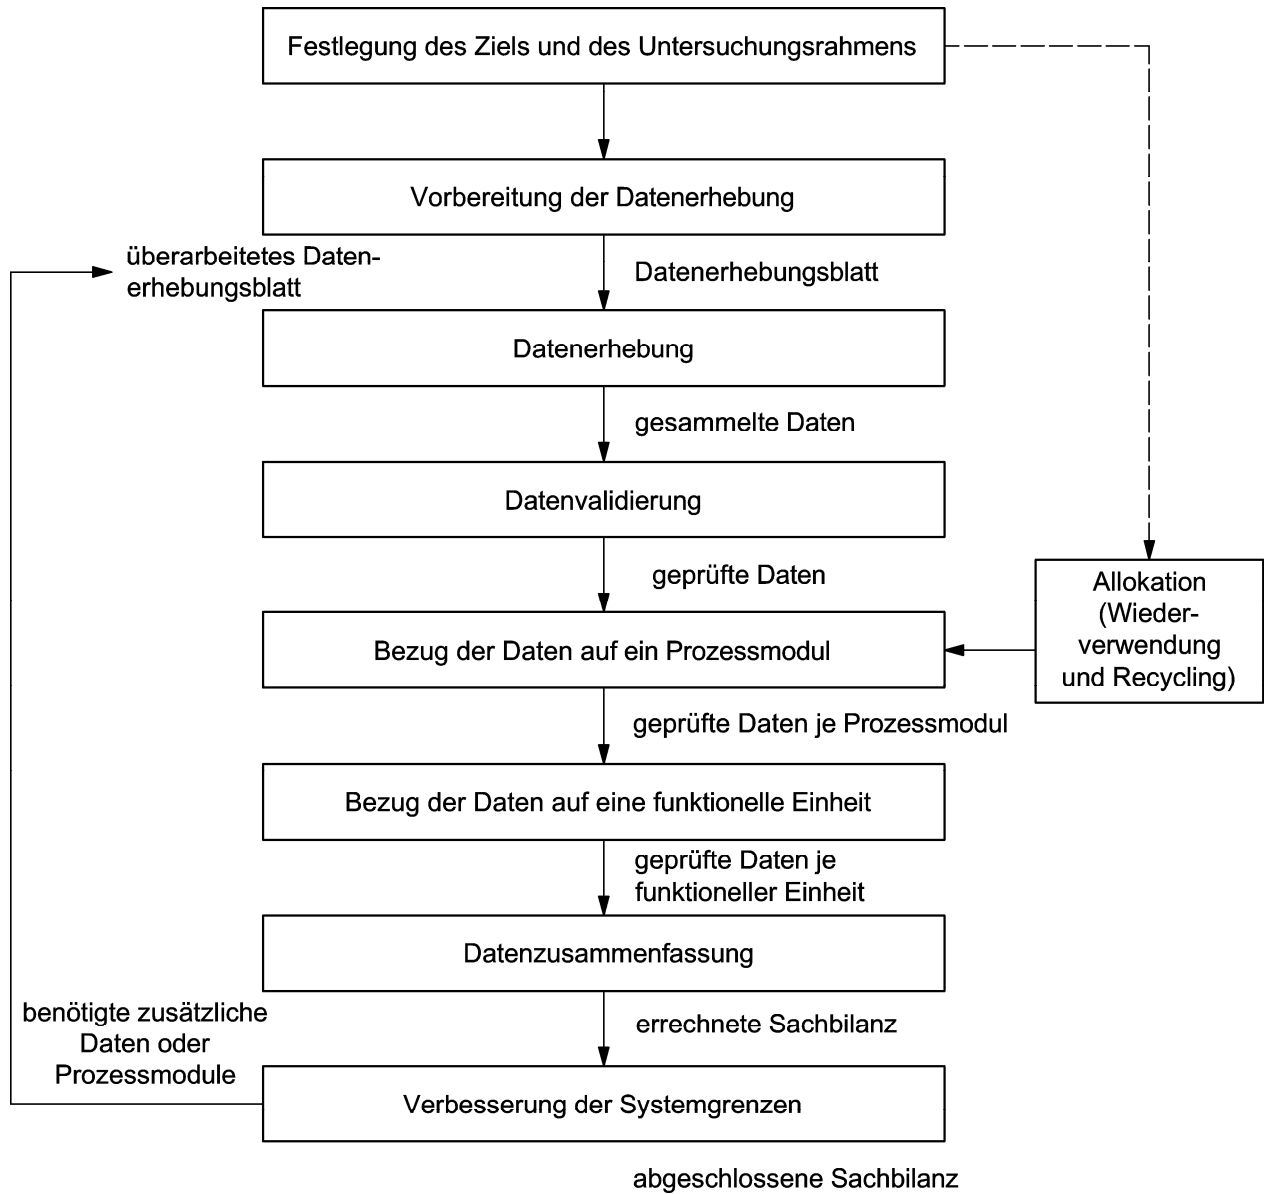 Festlegung des Ziels und des Untersuchungsrahmens
Vorbereitung der Datenerhebung
überarbeitetes Daten-
erhebungsblatt
Datenerhebungsblatt
Datenerhebung
gesammelte Daten
Datenvalidierung
geprüfte Daten
Allokation
(Wieder-
verwendung
und Recycling)
Bezug der Daten auf ein Prozessmodul
geprüfte Daten je Prozessmodul
Bezug der Daten auf eine funktionelle Einheit
geprüfte Daten je
funktioneller Einheit
Datenzusammenfassung
benötigte zusätzliche
Daten oder
Prozessmodule
errechnete Sachbilanz
Verbesserung der Systemgrenzen
abgeschlossene Sachbilanz